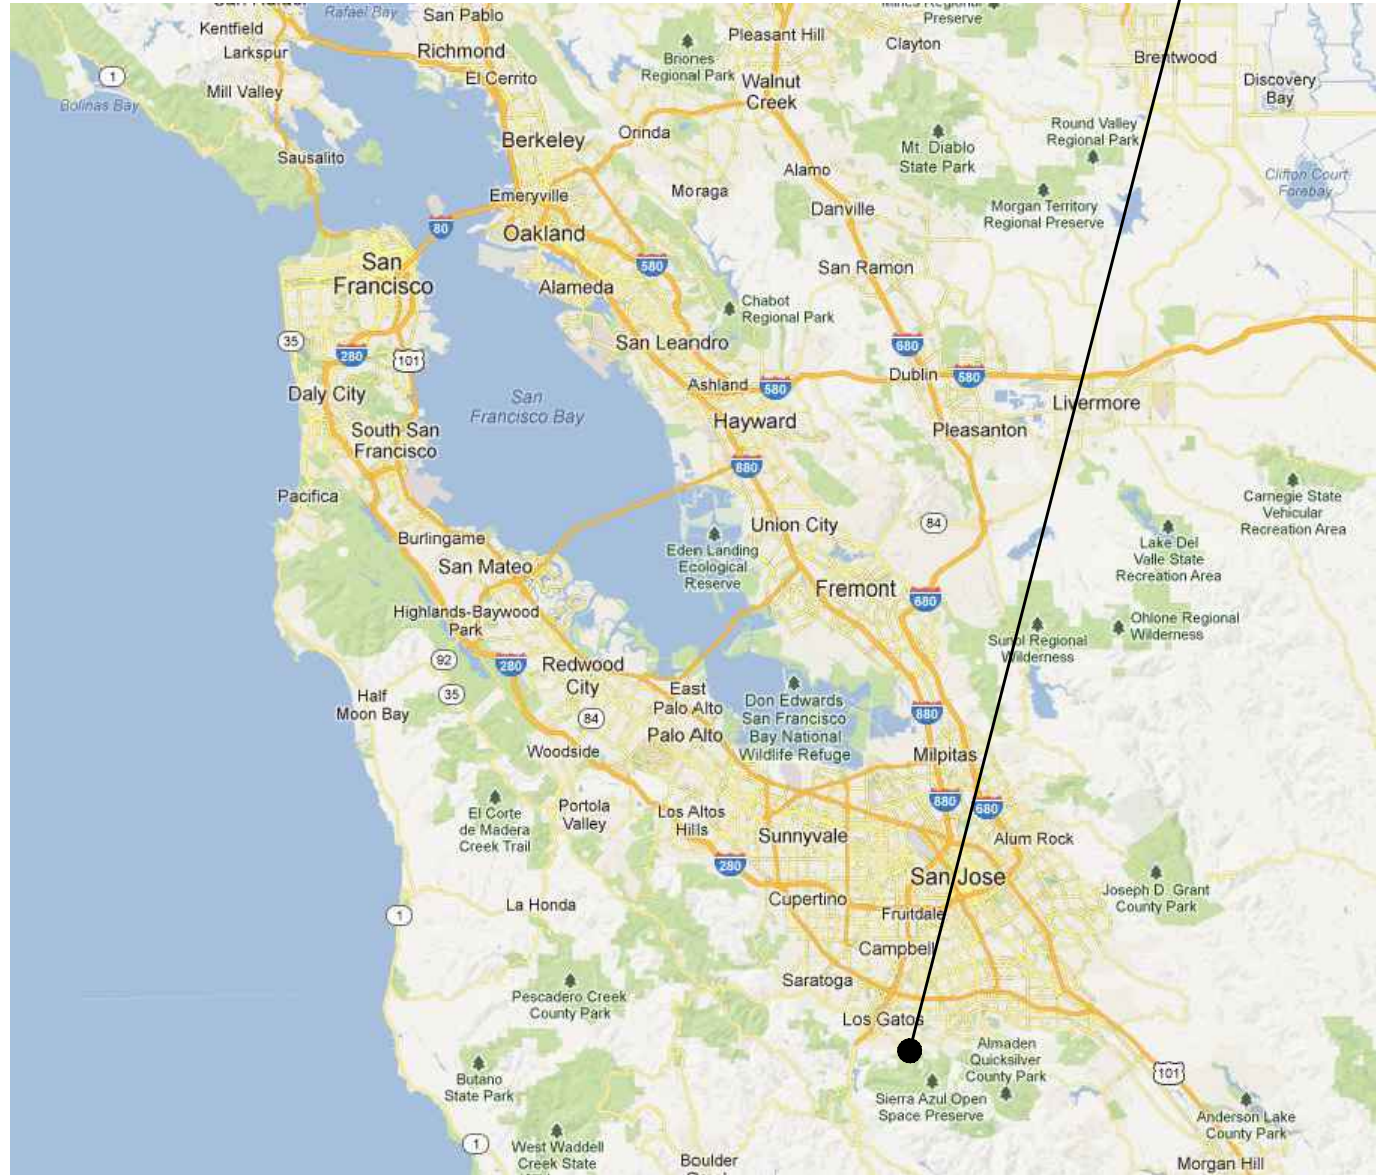 San Rafael
Rafael Bay
San Pablo
Kentfield
Larkspur
Richmond
El Cerrito
1
Bolinas Bay
Mill Valley
Sausalito
Berkeley
Emeryville
Oakland
80
Orinda
Moraga
Briones
Regional Park
Pleasant Hill
Walnut
Creek
Clayton
Regional
Preserve
Brentwood
Discovery
Bay
Round Valley
Regional Park
Mt. Diablo
State Park
Alamo
Danville
Morgan Territory
Regional Preserve
Clifton Court
Forebay
San
Francisco
Alameda
580
San Ramon
Chabot
Regional Park
San Leandro
35
280
101
680
Daly City
San
Francisco Bay
Ashland
580
Dublin
580
Livermore
Hayward
Pleasanton
South San
Francisco
880
Pacifica
Carnegie State
Vehicular
Recreation Area
Burlingame
Union City
84
San Mateo
Eden Landing
Ecological
Reserve
Lake Del
Valle State
Recreation Area
Fremont
680
Highlands-Baywood
Park
Sunol Regional
Wilderness
Ohlone Regional
Wilderness
92
280
35
Redwood
City
84
East
Palo Alto
Palo Alto
Don Edwards
San Francisco
Bay National
Wildlife Refuge
880
Half
Moon Bay
Woodside
Milpitas
El Corte
de Madera
Creek Trail
Portola
Valley
Los Altos
Hills
880
680
Sunnyvale
Alum Rock
280
San Jose
Joseph D. Grant
County Park
Cupertino
Fruitdale
1
La Honda
Campbell
Saratoga
Pescadero Creek
County Park
Los Gatos
Almaden
Quicksilver
County Park
Butano
State Park
Sierra Azul Open
Space Preserve
101
Anderson Lake
County Park
1
West Waddell
Creek State
Boulder
Morgan Hill